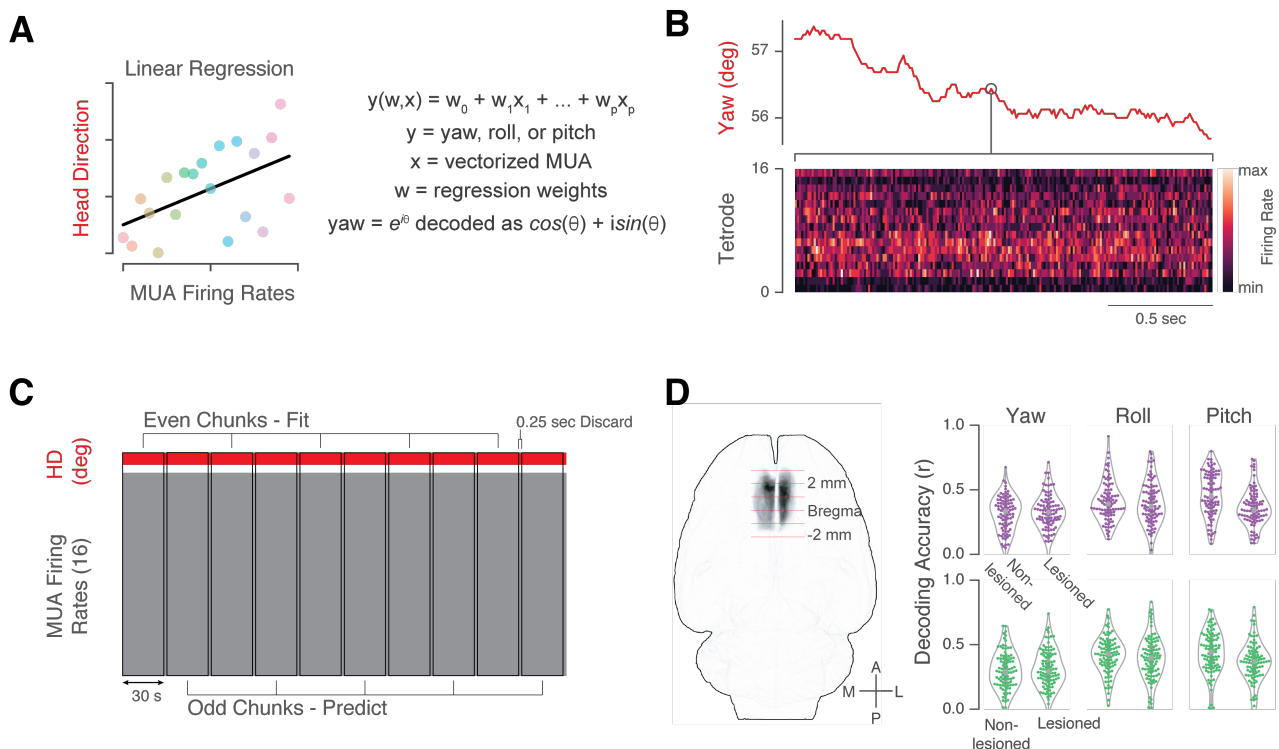 A
Linear Regression
Head Direction
MUA Firing Rates
y(w,x) = w0 + w1x1 + ... + wpxp
y = yaw, roll, or pitch
x = vectorized MUA
w = regression weights
yaw = e^iθ decoded as cos(θ) + isin(θ)
B
Yaw (deg)
57
56
Tetrode
16
0
max
min
Firing Rate
0.5 sec
C
Even Chunks - Fit
0.25 sec Discard
HD
(deg)
MUA Firing
Rates (16)
30 s
Odd Chunks - Predict
D
2 mm
Bregma
-2 mm
A
M
L
P
Decoding Accuracy (r)
Yaw
Roll
Pitch
1.0
0.5
0.0
Non-
lesioned
Lesioned
1.0
0.5
0.0
Non-
lesioned
Lesioned